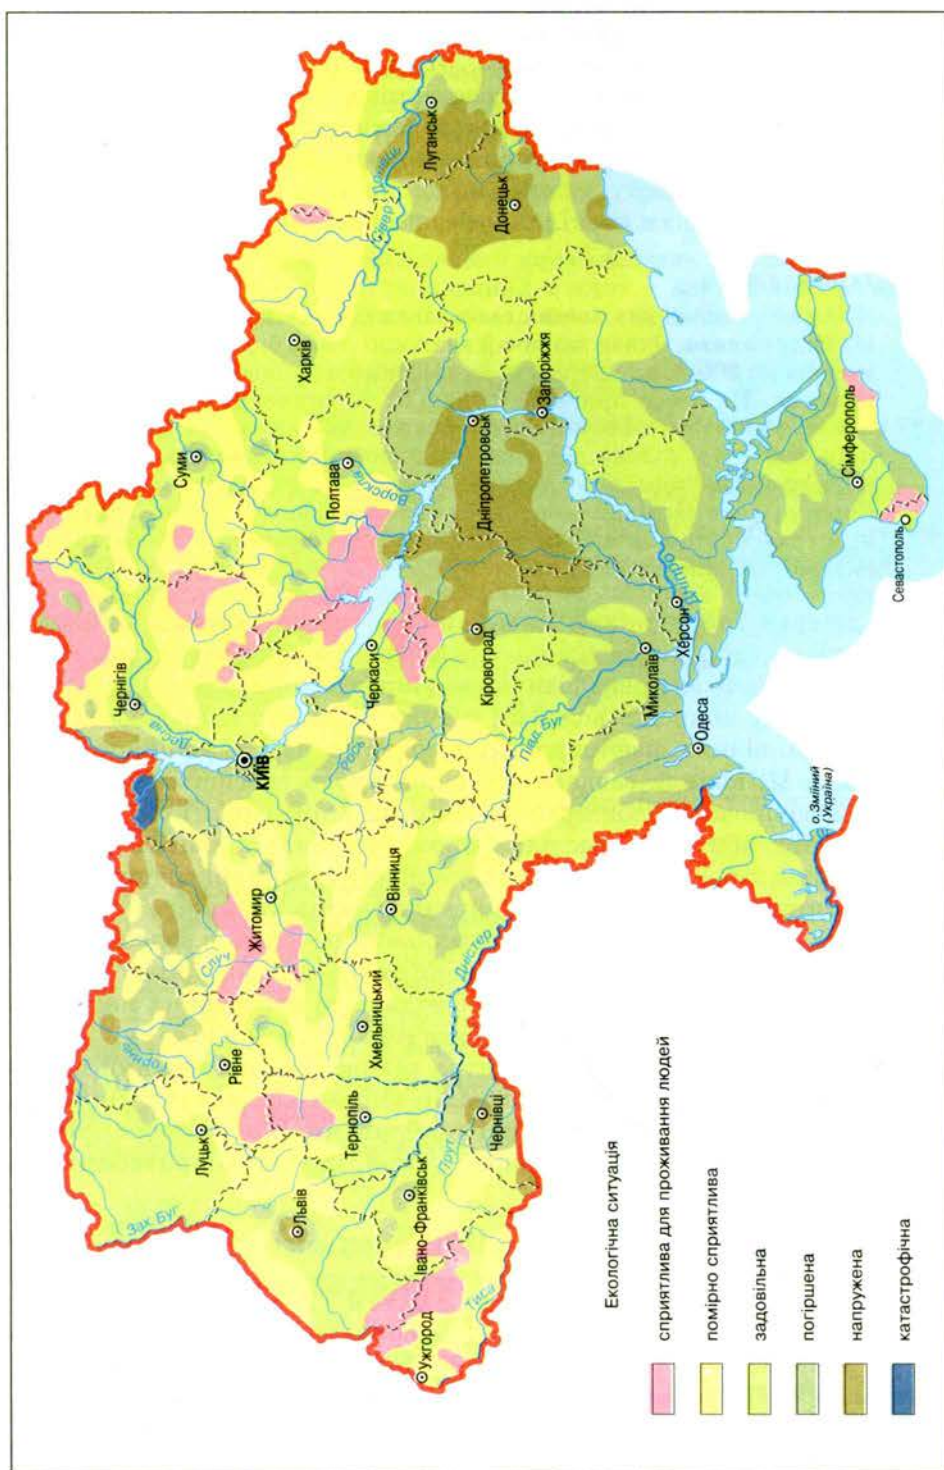 Луганськ
Сівер. Донець
Донецьк
Харків
Запоріжжя
Дніпропетровськ
Сімферополь
Севастополь
Суми
Полтава
Ворскла
Дніпро
Херсон
Миколаїв
Кіровоград
Черкаси
Чернігів
Десна
КИЇВ
Рось
Півд. Буг
Одеса
о.Зміїний
(Україна)
Житомир
Вінниця
Случ
Дністер
Хмельницький
Горинь
Рівне
Луцьк
Тернопіль
Чернівці
Прут
Зах. Буг
Львів
Івано-Франківськ
Ужгород
Тиса
Екологічна ситуація
сприятлива для проживання людей
помірно сприятлива
задовільна
погіршена
напружена
катастрофічна